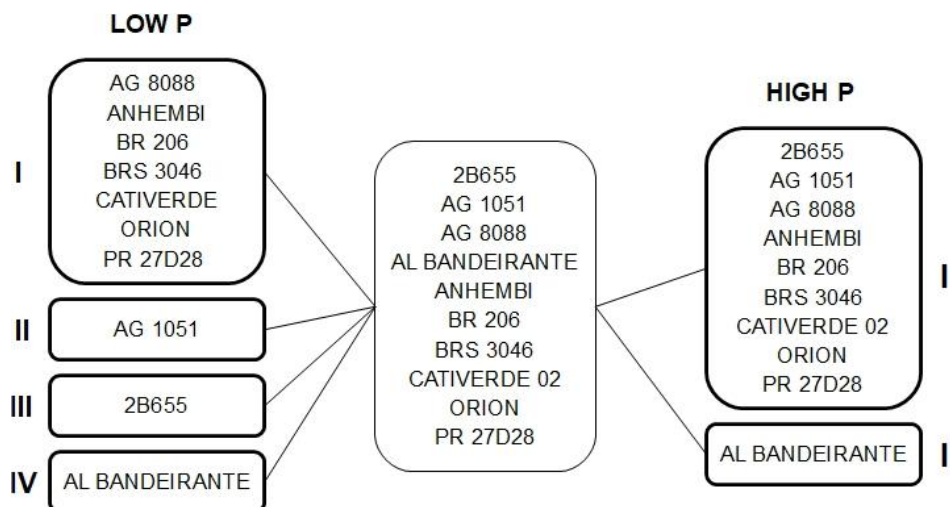 LOW P
I
AG 8088
ANHEMBI
BR 206
BRS 3046
CATIVERDE
ORION
PR 27D28
II
AG 1051
III
2B655
IV
AL BANDEIRANTE
2B655
AG 1051
AG 8088
AL BANDEIRANTE
ANHEMBI
BR 206
BRS 3046
CATIVERDE 02
ORION
PR 27D28
HIGH P
2B655
AG 1051
AG 8088
ANHEMBI
BR 206
BRS 3046
CATIVERDE 02
ORION
PR 27D28
I
AL BANDEIRANTE
I